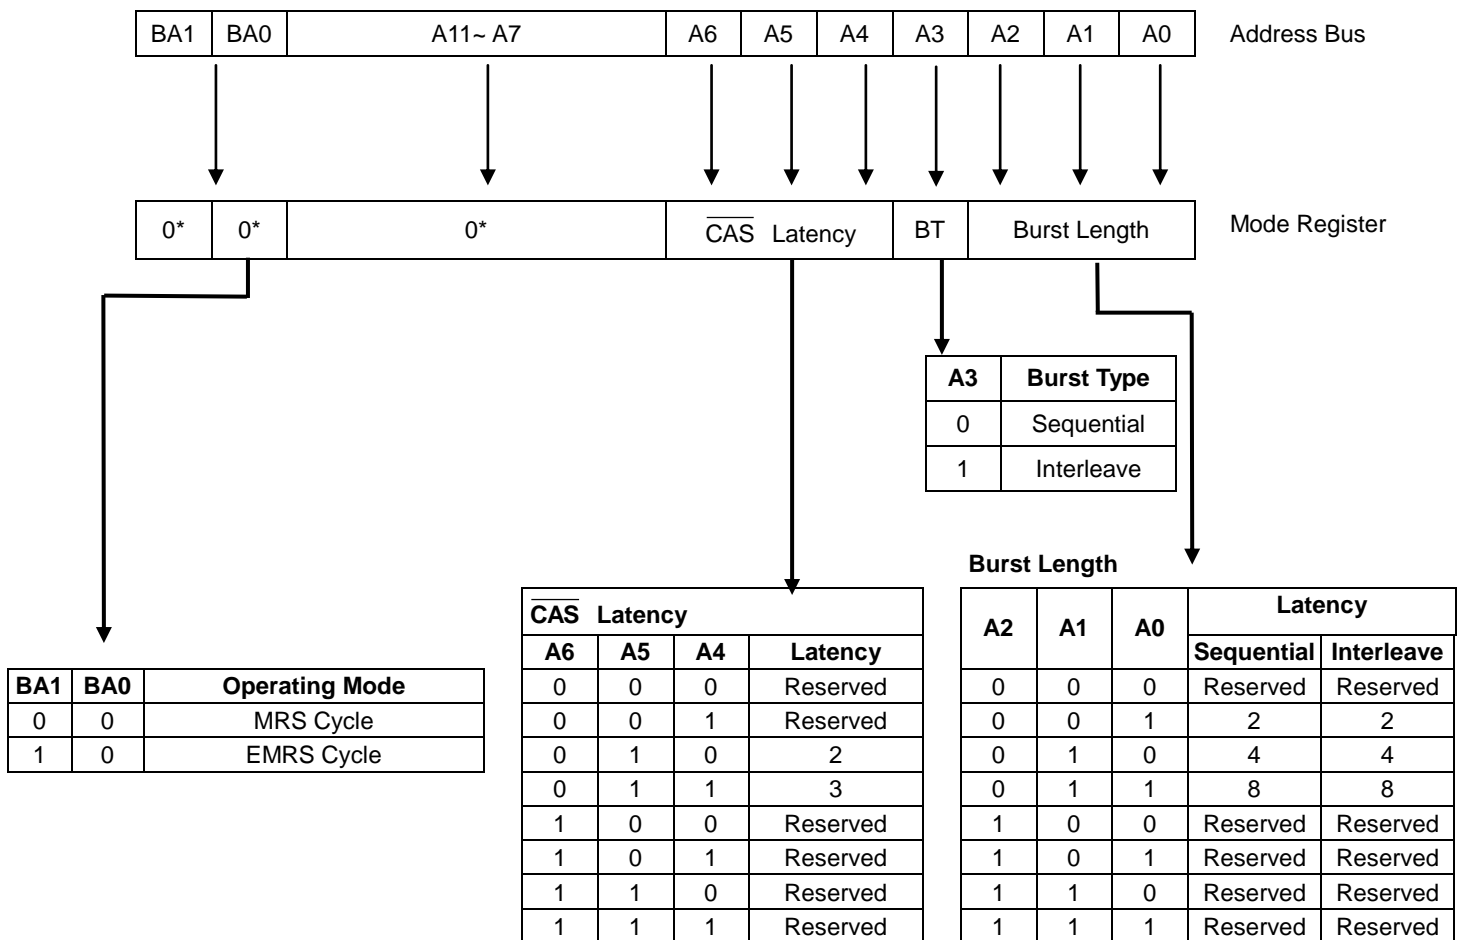 BA1 BA0 A11~ A7 A6 A5 A4 A3 A2 A1 A0 Address Bus
0* 0* 0* CAS Latency BT Burst Length Mode Register
A3 Burst Type
0 Sequential
1 Interleave
BA1 BA0 Operating Mode
0 0 MRS Cycle
1 0 EMRS Cycle
CAS Latency
A6 A5 A4 Latency
0 0 0 Reserved
0 0 1 Reserved
0 1 0 2
0 1 1 3
1 0 0 Reserved
1 0 1 Reserved
1 1 0 Reserved
1 1 1 Reserved
Burst Length
A2 A1 A0 Latency
Sequential Interleave
0 0 0 Reserved Reserved
0 0 1 2 2
0 1 0 4 4
0 1 1 8 8
1 0 0 Reserved Reserved
1 0 1 Reserved Reserved
1 1 0 Reserved Reserved
1 1 1 Reserved Reserved